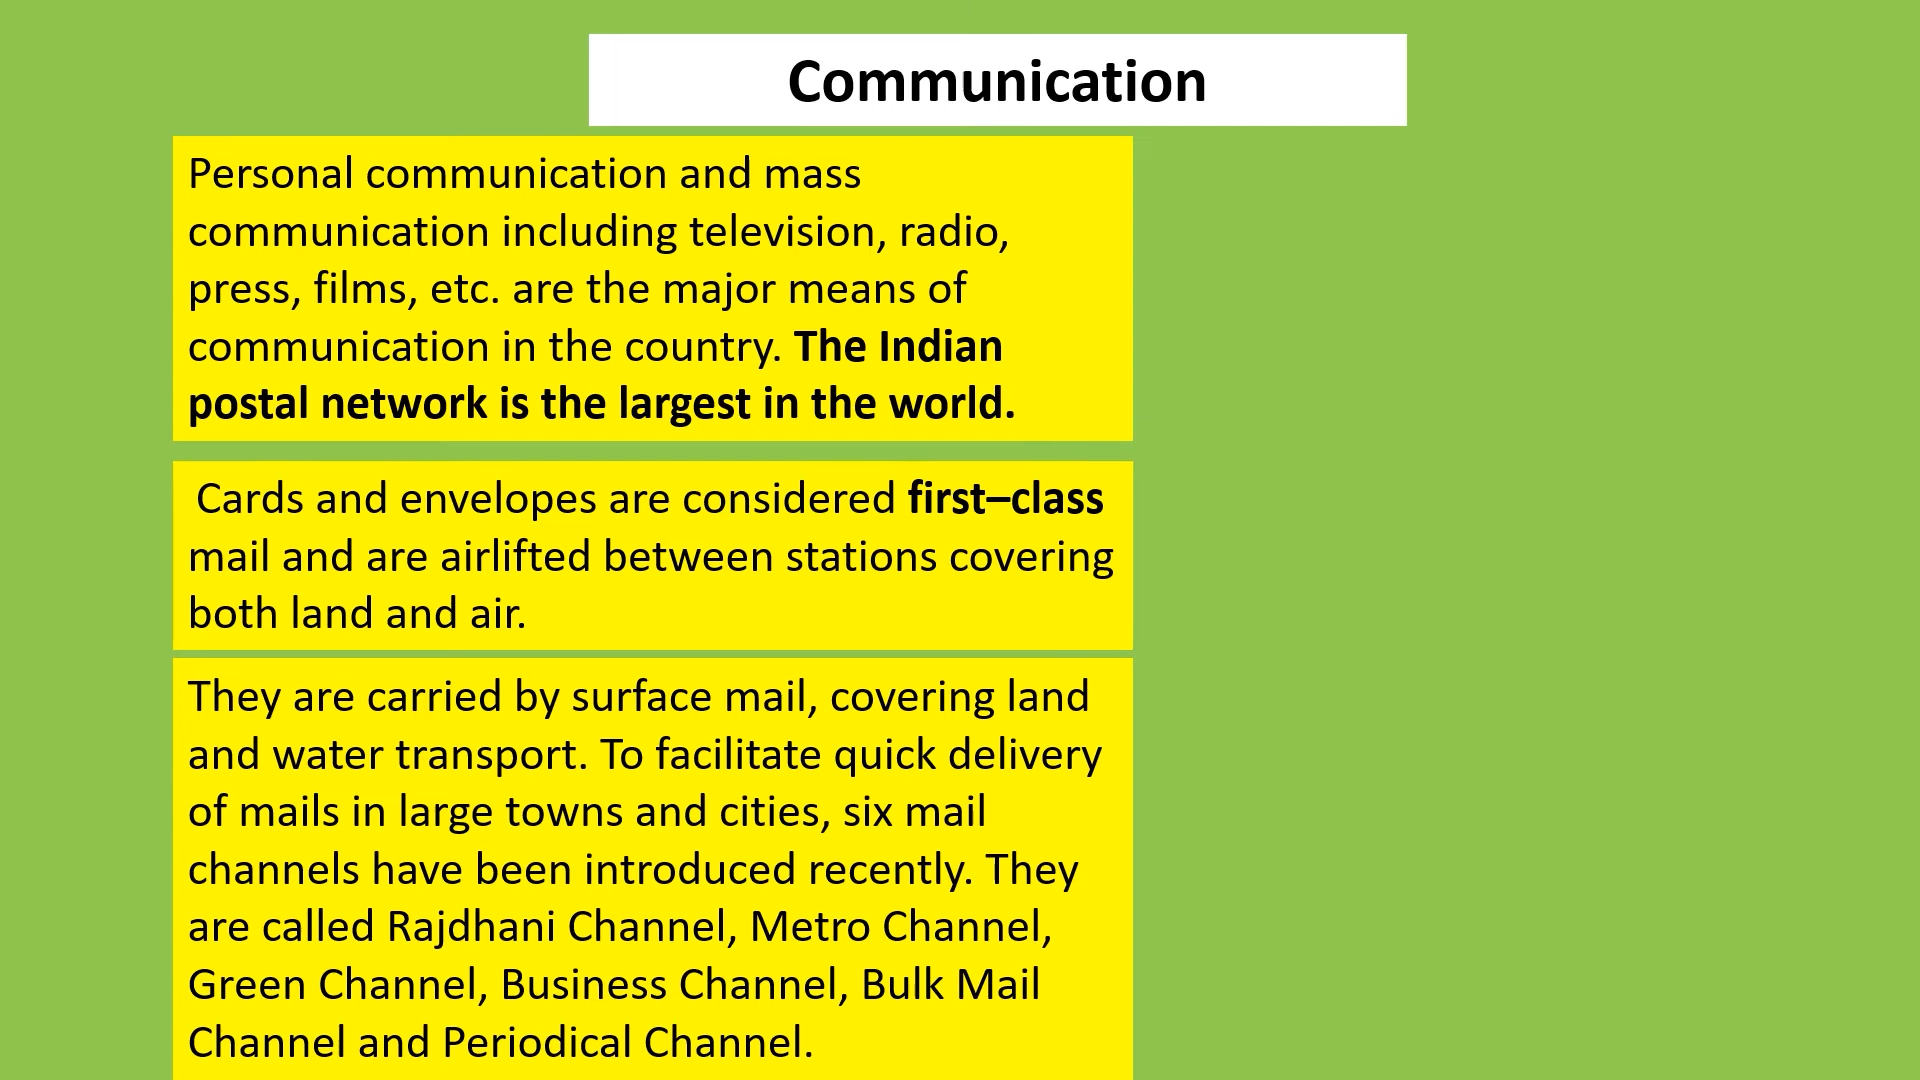 Communication
Personal communication and mass
communication including television, radio,
press, films, etc. are the major means of
communication in the country. The Indian
postal network is the largest in the world.
Cards and envelopes are considered first–class
mail and are airlifted between stations covering
both land and air.
They are carried by surface mail, covering land
and water transport. To facilitate quick delivery
of mails in large towns and cities, six mail
channels have been introduced recently. They
are called Rajdhani Channel, Metro Channel,
Green Channel, Business Channel, Bulk Mail
Channel and Periodical Channel.